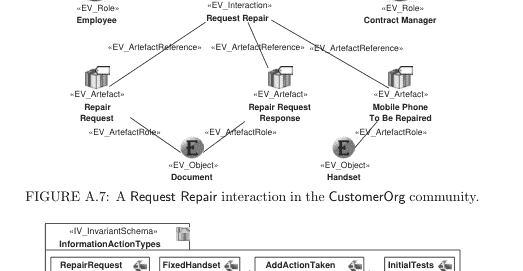 «EV_Role» «EV_Interaction» «EV_Role»
Employee Request Repair Contract Manager
«EV_ArtefactReference» «EV_ArtefactReference» «EV_ArtefactReference»
«EV_Artefact» «EV_Artefact» «EV_Artefact»
Repair Repair Request Mobile Phone
Request Response To Be Repaired
«EV_ArtefactRole» «EV_ArtefactRole» «EV_ArtefactRole»
E E
«EV_Object» «EV_Object»
Document Handset
FIGURE A.7: A Request Repair interaction in the CustomerOrg community.
«IV_InvariantSchema»
InformationActionTypes
RepairRequest FixedHandset AddActionTaken InitialTests